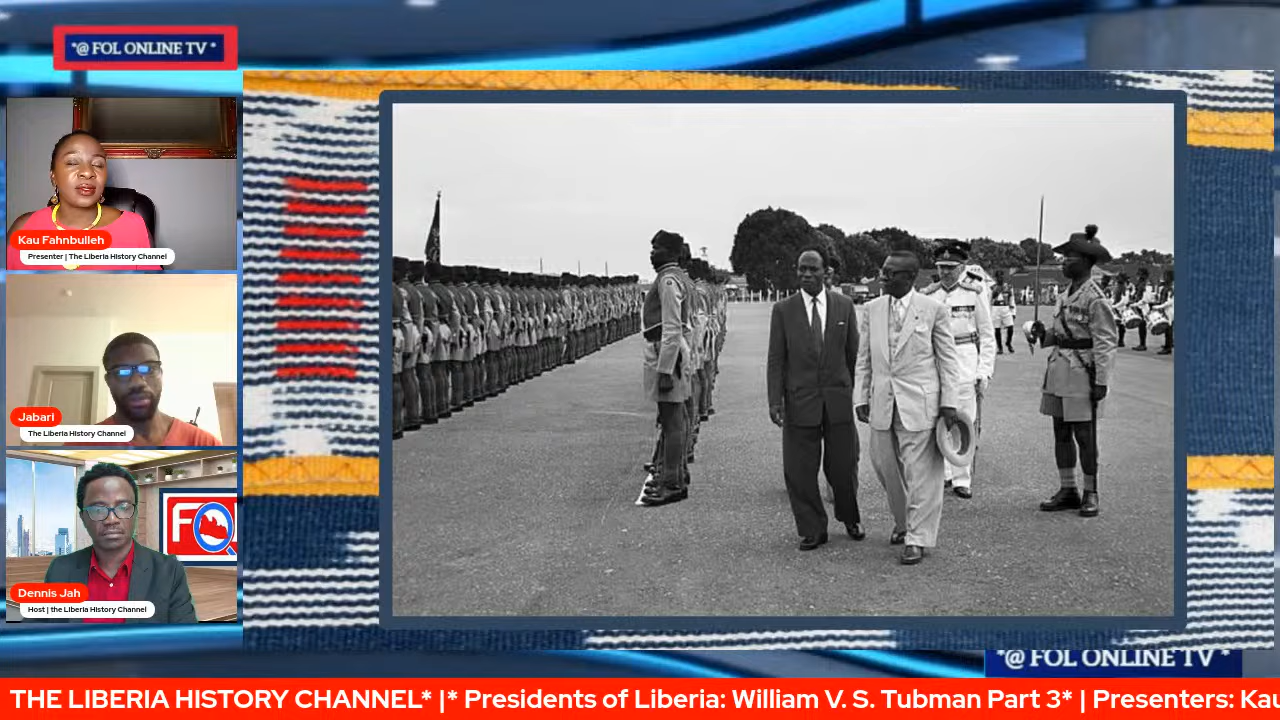 *@ FOL ONLINE TV *
Kau Fahnbulleh
Presenter | The Liberia History Channel
Jabari
The Liberia History Channel
FO
Dennis Jah
Host | the Liberia History Channel
*@ FOL ONLINE TV *
THE LIBERIA HISTORY CHANNEL* |* Presidents of Liberia: William V. S. Tubman Part 3* | Presenters: Kau